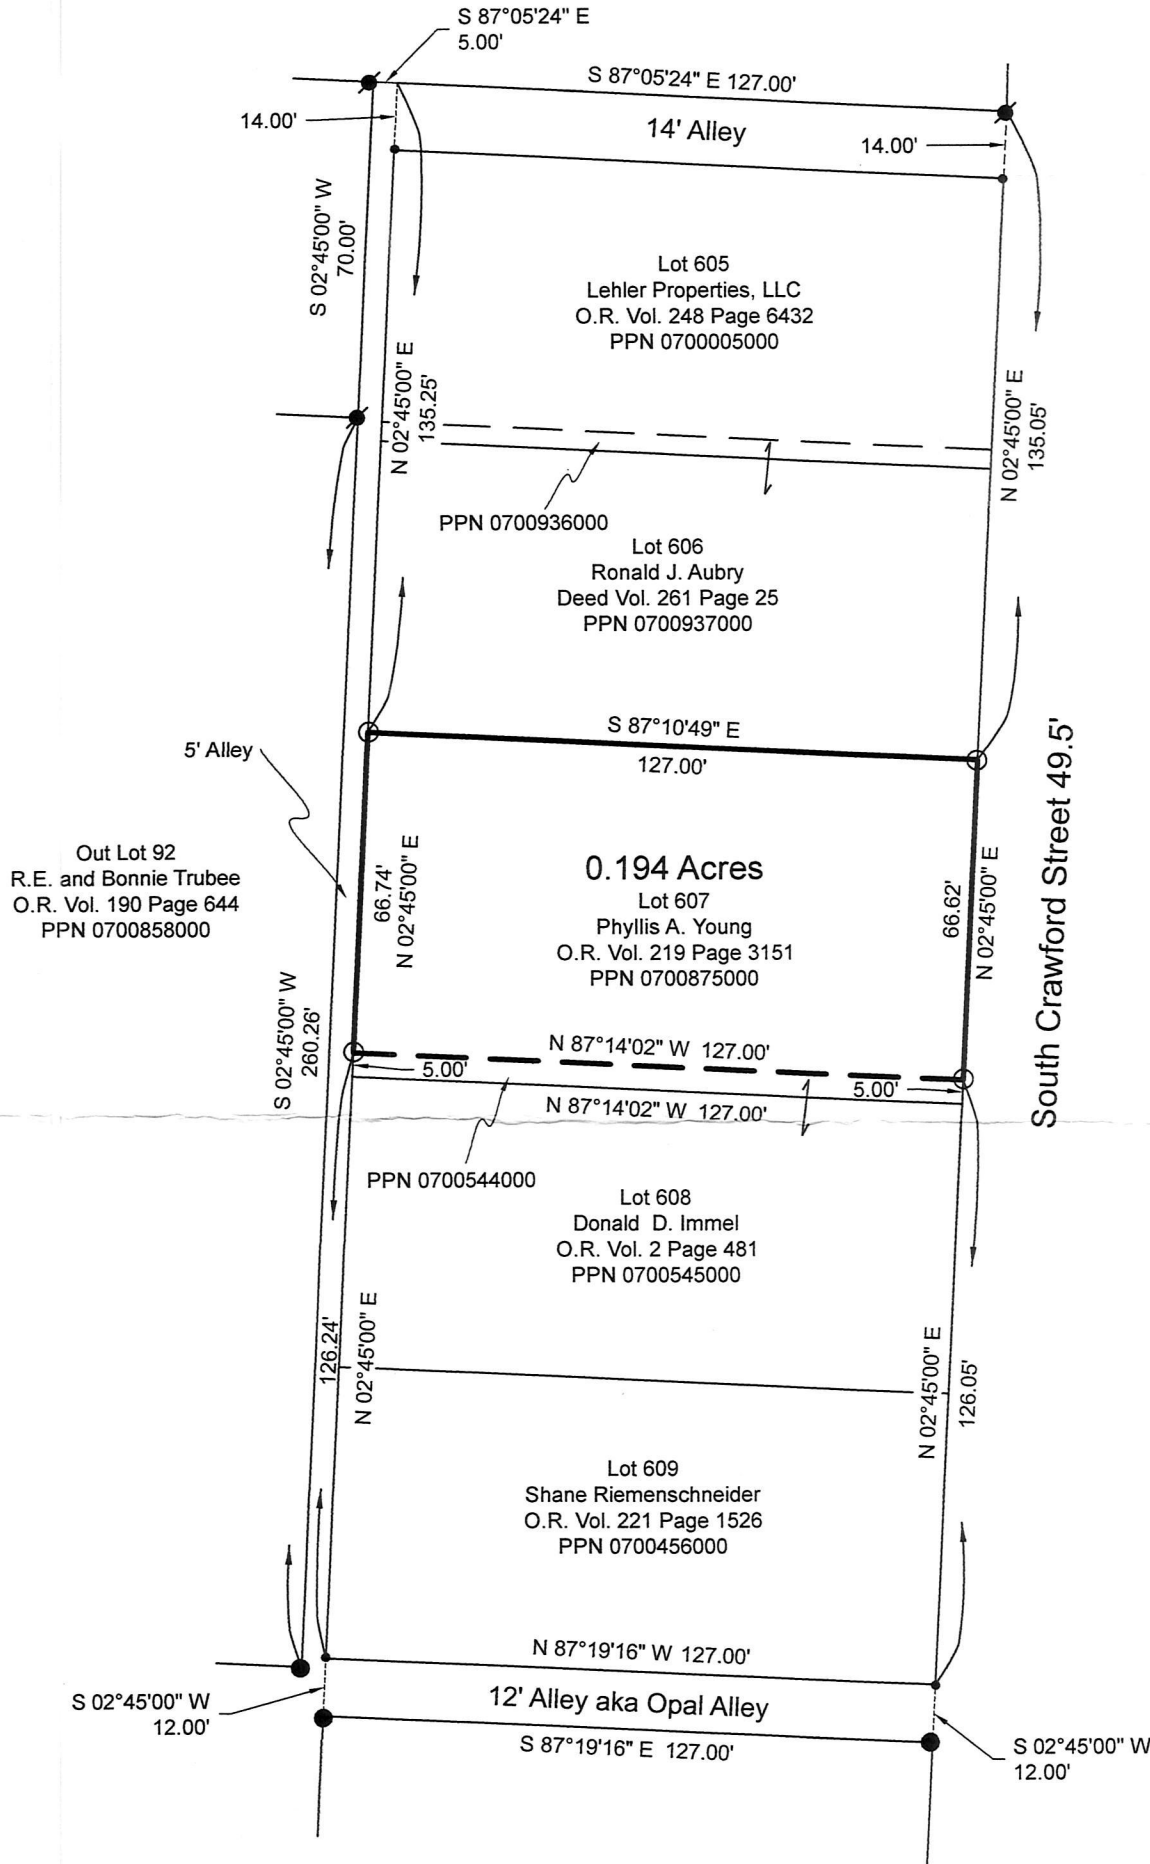 S 87°05'24" E
5.00'
S 87°05'24" E 127.00'
14.00'
14' Alley
14.00'
S 02°45'00" W
70.00'
Lot 605
Lehler Properties, LLC
O.R. Vol. 248 Page 6432
PPN 0700005000
N 02°45'00" E
135.25'
N 02°45'00" E
135.05'
PPN 0700936000
Lot 606
Ronald J. Aubry
Deed Vol. 261 Page 25
PPN 0700937000
S 87°10'49" E
127.00'
5' Alley
South Crawford Street 49.5'
Out Lot 92
R.E. and Bonnie Trubee
O.R. Vol. 190 Page 644
PPN 0700858000
66.74'
N 02°45'00" E
0.194 Acres
Lot 607
Phyllis A. Young
O.R. Vol. 219 Page 3151
PPN 0700875000
66.62'
N 02°45'00" E
S 02°45'00" W
260.26'
N 87°14'02" W 127.00'
5.00'
5.00'
N 87°14'02" W 127.00'
PPN 0700544000
Lot 608
Donald D. Immel
O.R. Vol. 2 Page 481
PPN 0700545000
126.24'
N 02°45'00" E
N 02°45'00" E
126.05'
Lot 609
Shane Riemenschneider
O.R. Vol. 221 Page 1526
PPN 0700456000
N 87°19'16" W 127.00'
S 02°45'00" W
12.00'
12' Alley aka Opal Alley
S 87°19'16" E 127.00'
S 02°45'00" W
12.00'